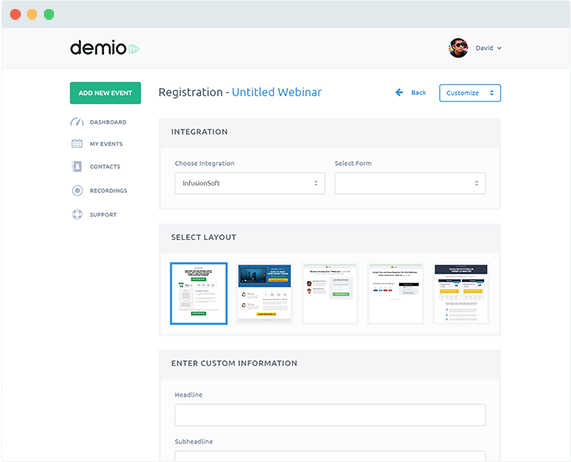 demio
David
ADD NEW EVENT
Registration - Untitled Webinar
Back
Customize
DASHBOARD
MY EVENTS
CONTACTS
RECORDINGS
SUPPORT
INTEGRATION
Choose Integration
Select Form
InfusionSoft
SELECT LAYOUT
ENTER CUSTOM INFORMATION
Headline
Subheadline